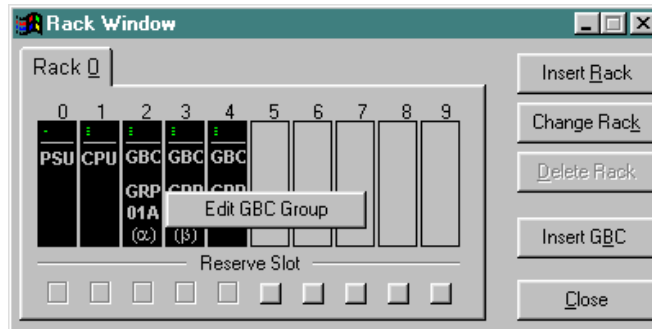 Rack Window
Rack 0
Insert Rack
0 1 2 3 4 5 6 7 8 9
Change Rack
PSU CPU GBC GBC GBC
Delete Rack
GRP
01A
Edit GBC Group
(α) (β)
Insert GBC
Reserve Slot
Close